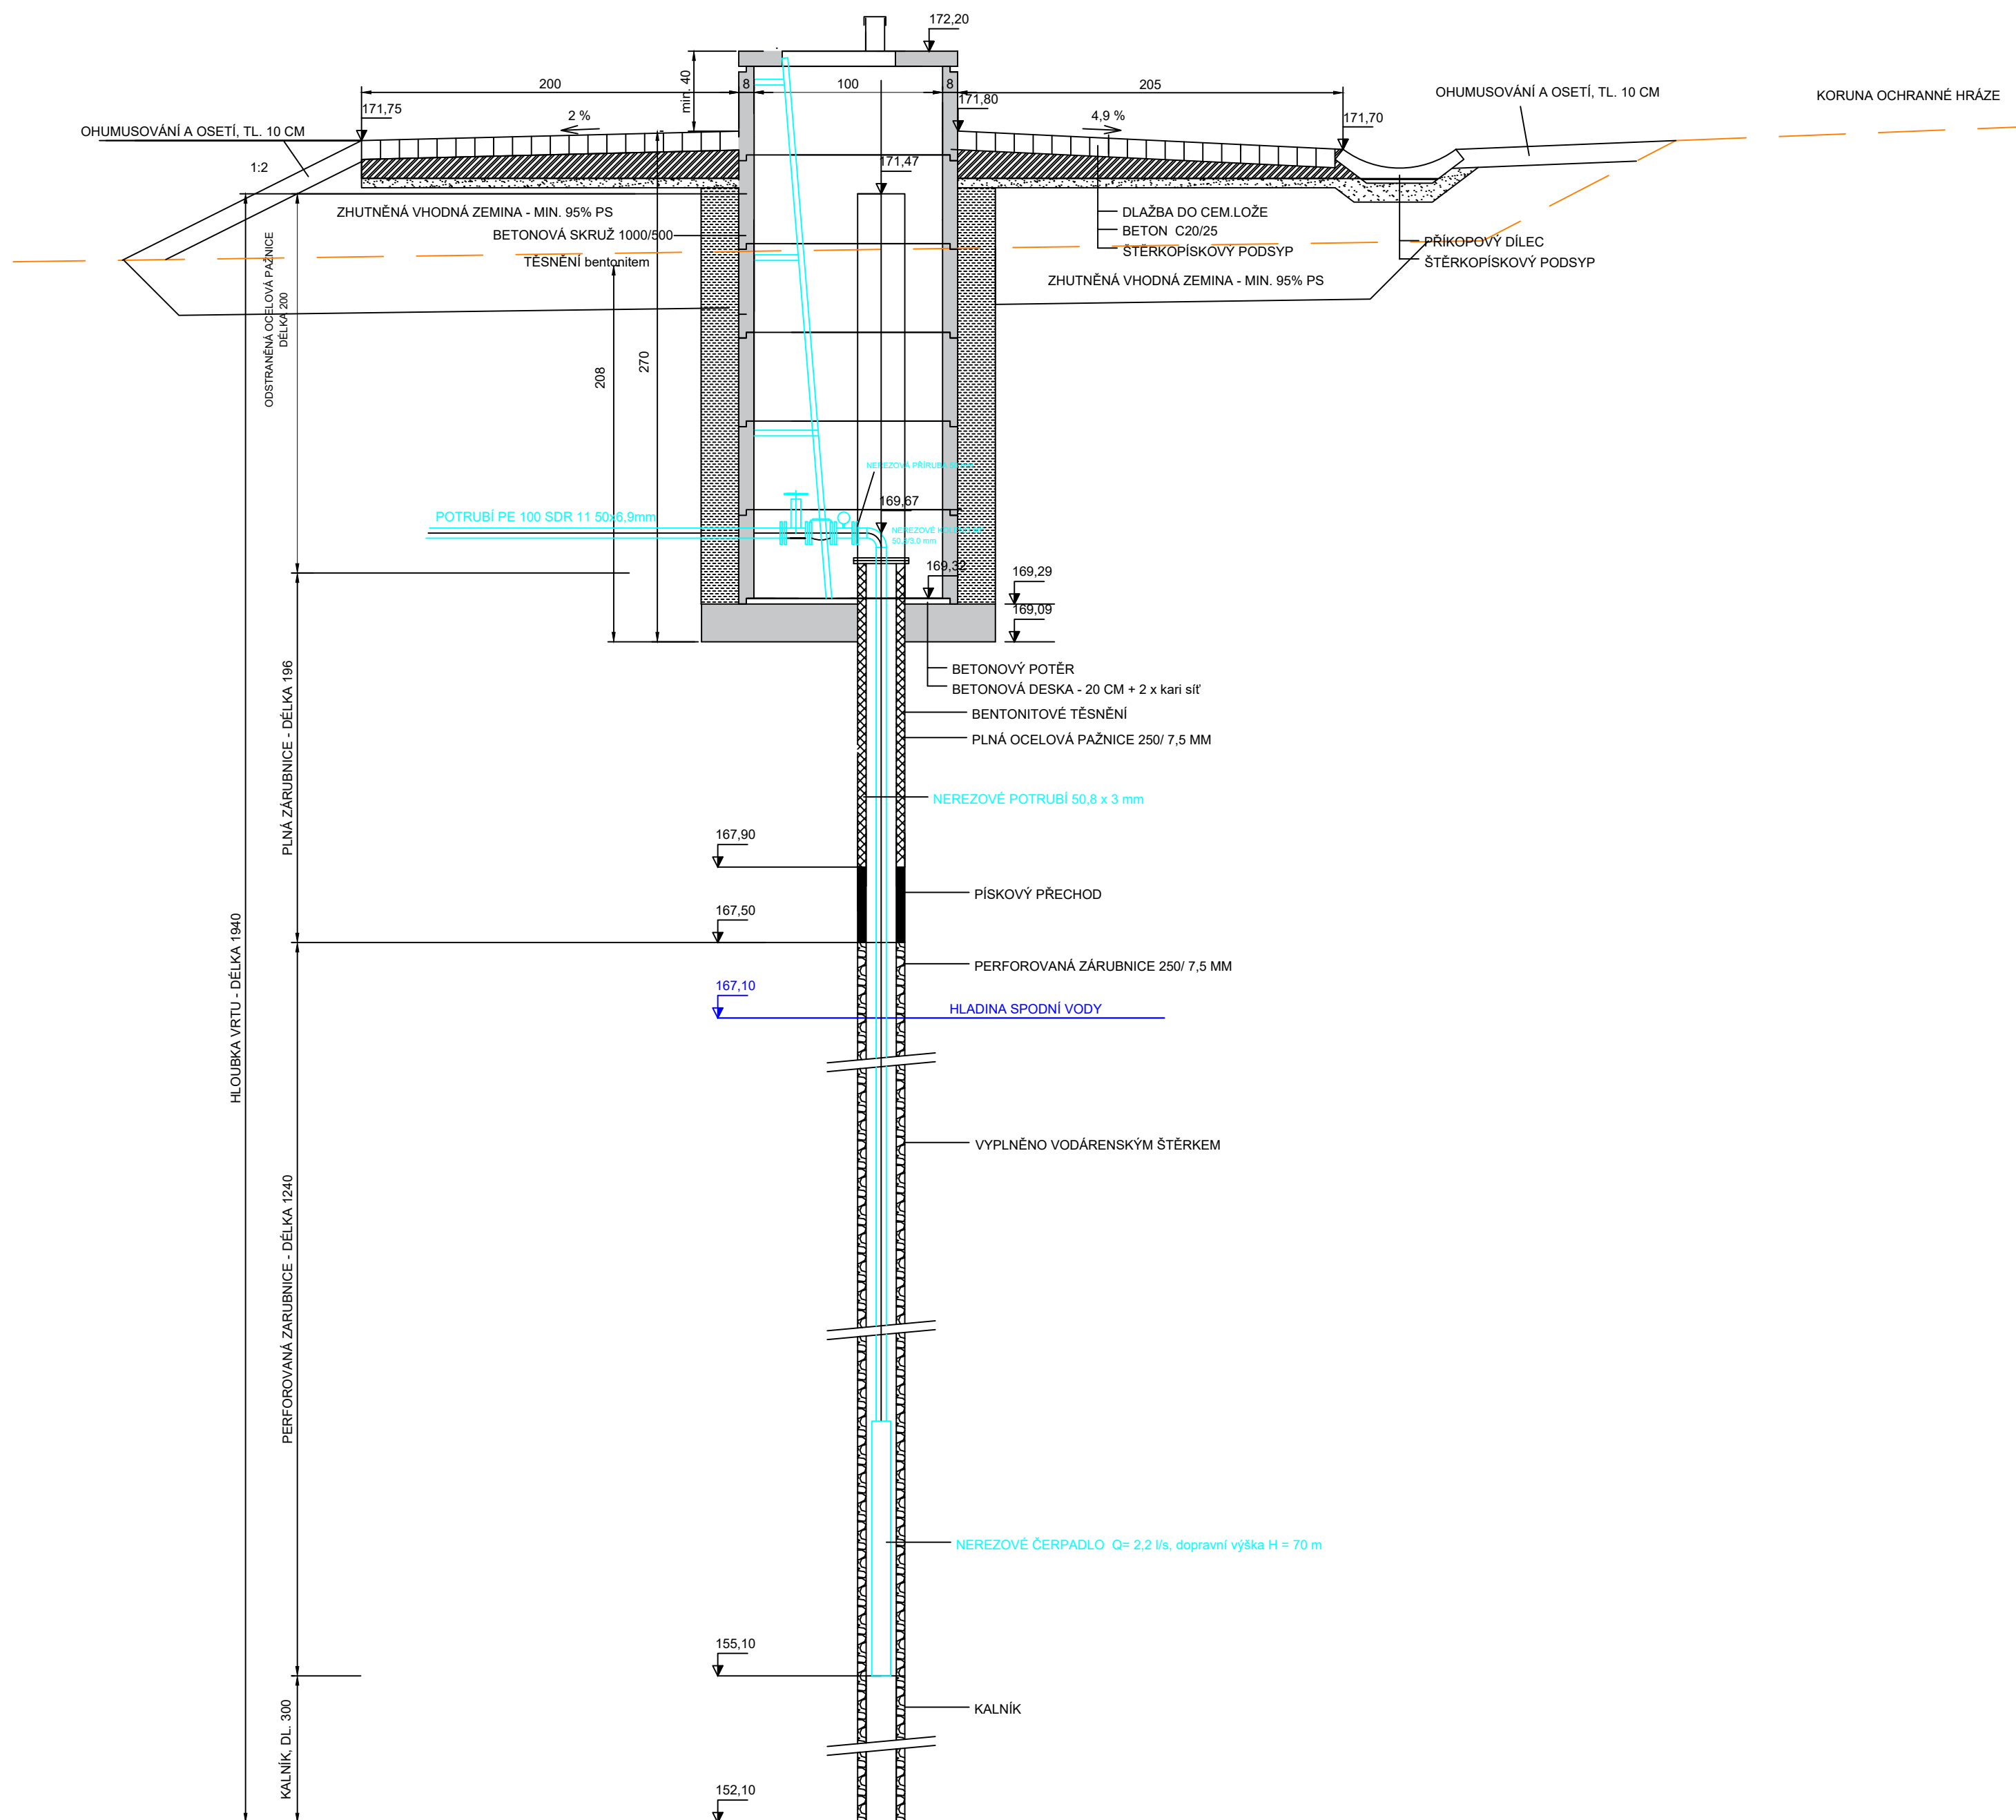 172,20
min. 40
200
8
100
8
205
OHUMUSOVÁNÍ A OSETÍ, TL. 10 CM
KORUNA OCHRANNÉ HRÁZE
171,75
171,80
171,70
2 %
4,9 %
OHUMUSOVÁNÍ A OSETÍ, TL. 10 CM
1:2
171,47
ZHUTNĚNÁ VHODNÁ ZEMINA - MIN. 95% PS
DLAŽBA DO CEM.LOŽE
BETONOVÁ SKRUŽ 1000/500
BETON C20/25
PŘÍKOPOVÝ DÍLEC
ŠTĚRKOPÍSKOVÝ PODSYP
TĚSNĚNÍ bentonitem
ŠTĚRKOPÍSKOVÝ PODSYP
ZHUTNĚNÁ VHODNÁ ZEMINA - MIN. 95% PS
ODSTRANĚNÁ OCELOVÁ PAŽNICE
DÉLKA 200
208
270
NEREZOVÁ
169,67
POTRUBÍ PE 100 SDR 11 50x6,9mm
NEREZOVÉ
mm
169,32
169,29
169,09
BETONOVÝ POTĚR
BETONOVÁ DESKA - 20 CM + 2 x kari síť
BENTONITOVÉ TĚSNĚNÍ
PLNÁ OCELOVÁ PAŽNICE 250/ 7,5 MM
PLNÁ ZÁRUBNICE - DÉLKA 196
NEREZOVÉ POTRUBÍ 50,8 x 3 mm
167,90
PÍSKOVÝ PŘECHOD
167,50
HLOUBKA VRTU - DÉLKA 1940
PERFOROVANÁ ZÁRUBNICE 250/ 7,5 MM
167,10
HLADINA SPODNÍ VODY
VYPLNĚNO VODÁRENSKÝM ŠTĚRKEM
PERFOROVANÁ ZARUBNICE - DÉLKA 1240
NEREZOVÉ ČERPADLO Q= 2,2 l/s, dopravní výška H = 70 m
155,10
KALNÍK
KALNÍK, DL. 300
152,10